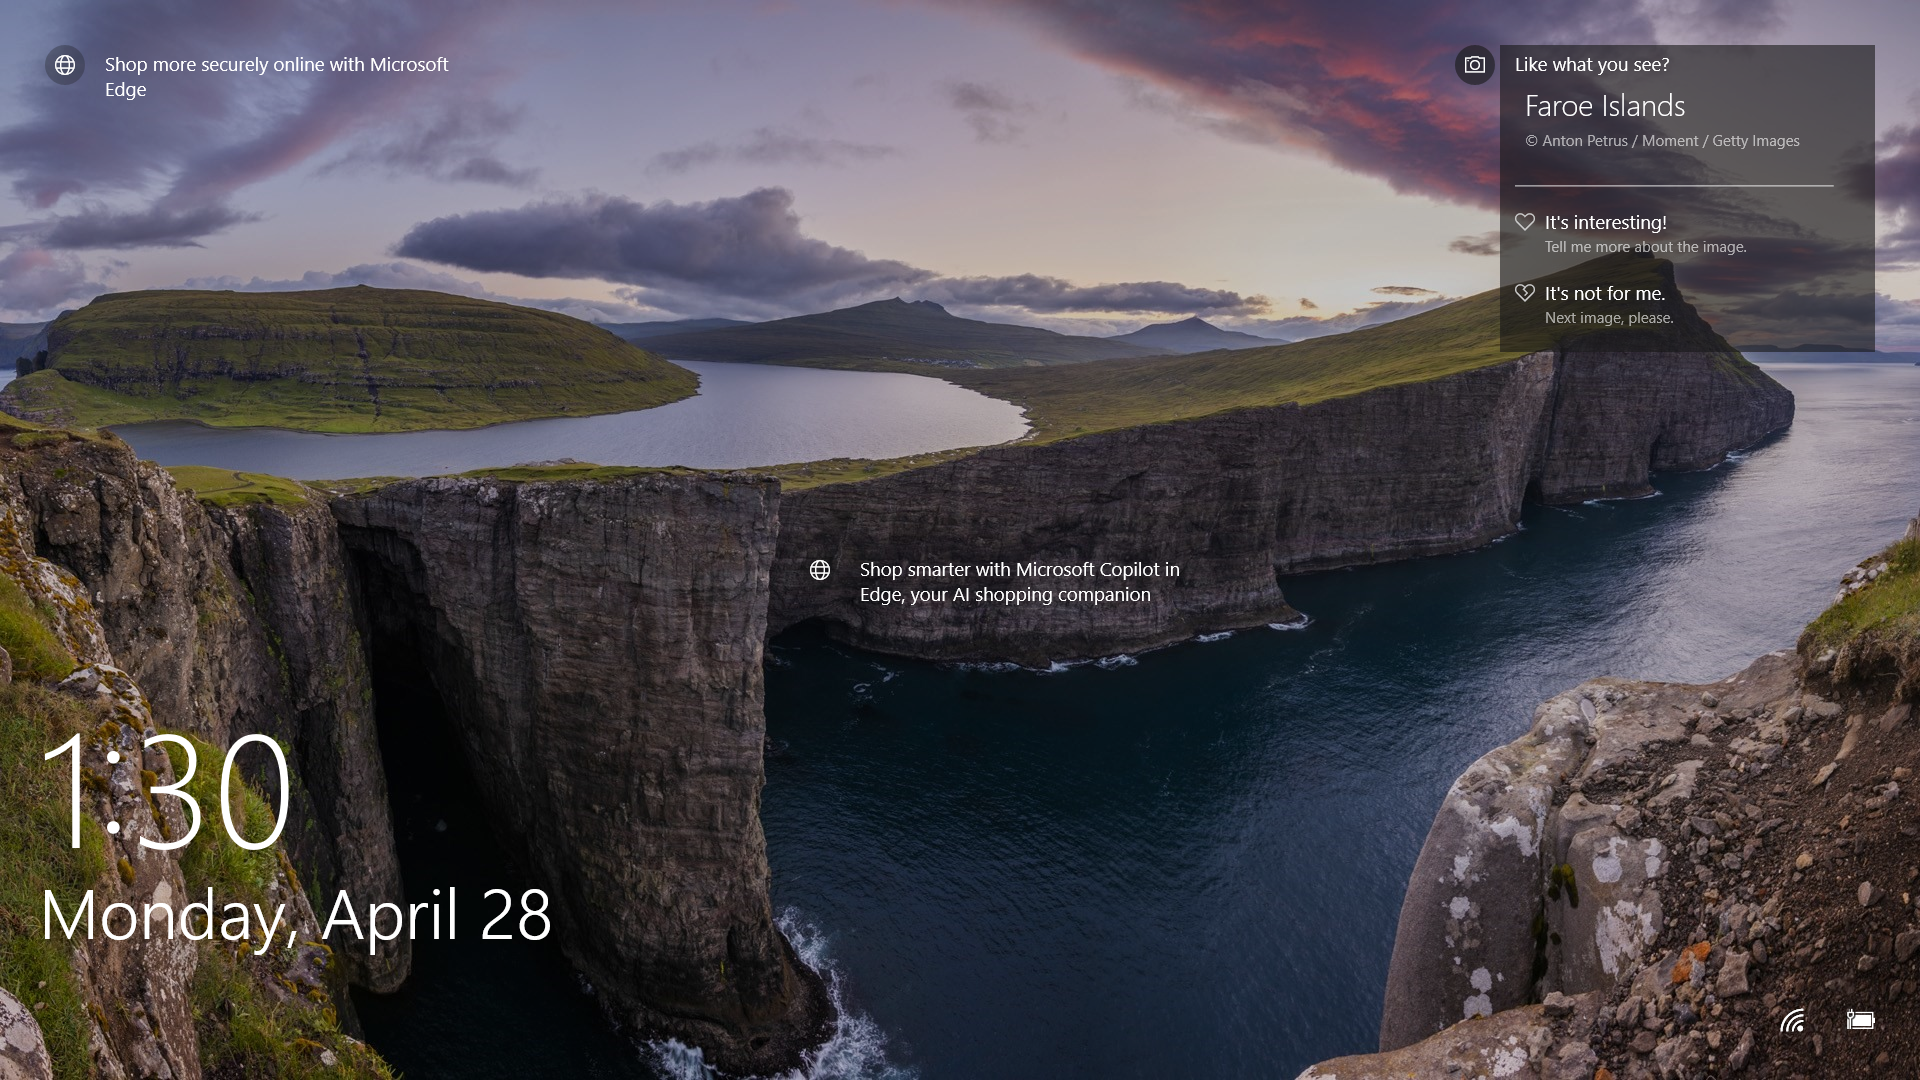 Shop more securely online with Microsoft
Edge
Like what you see?
Faroe Islands
© Anton Petrus / Moment / Getty Images
It's interesting!
Tell me more about the image.
It's not for me.
Next image, please.
Shop smarter with Microsoft Copilot in
Edge, your AI shopping companion
1:30
Monday, April 28